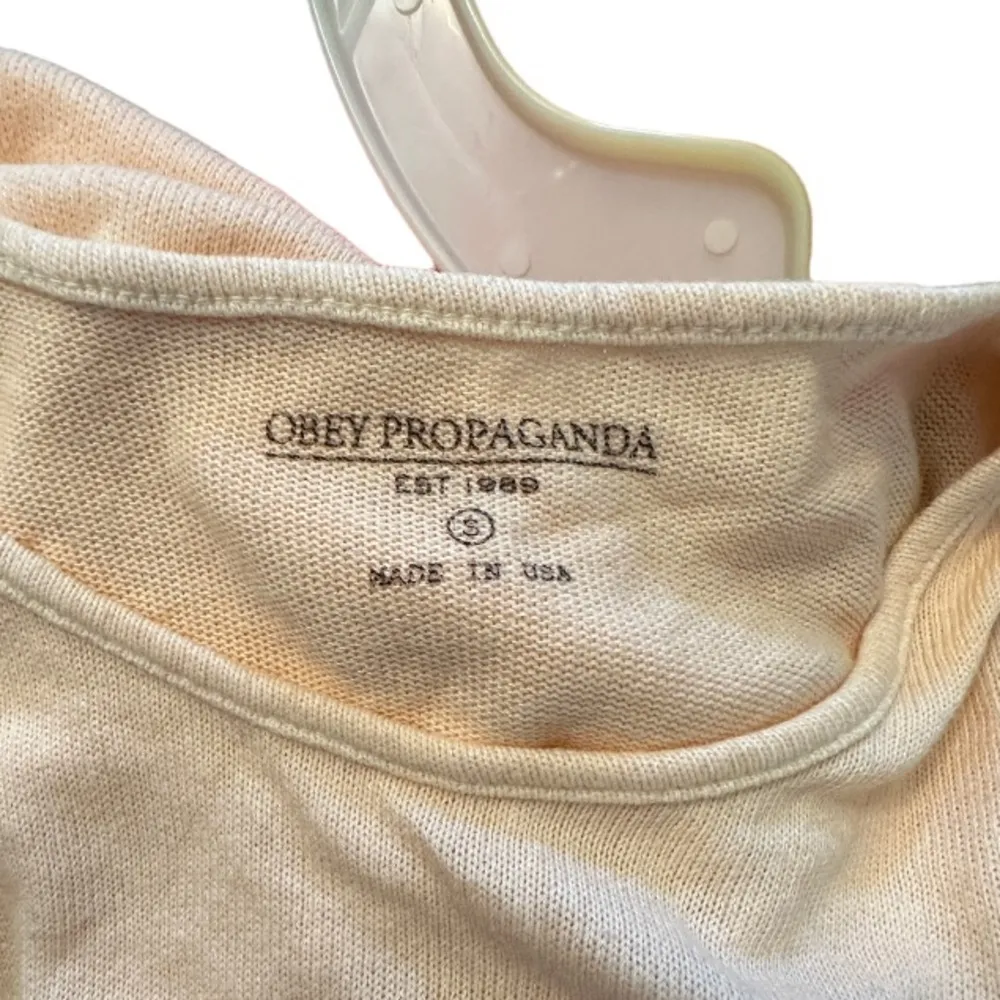 OBEY PROPAGANDA
EST 1989
S
MADE IN USA